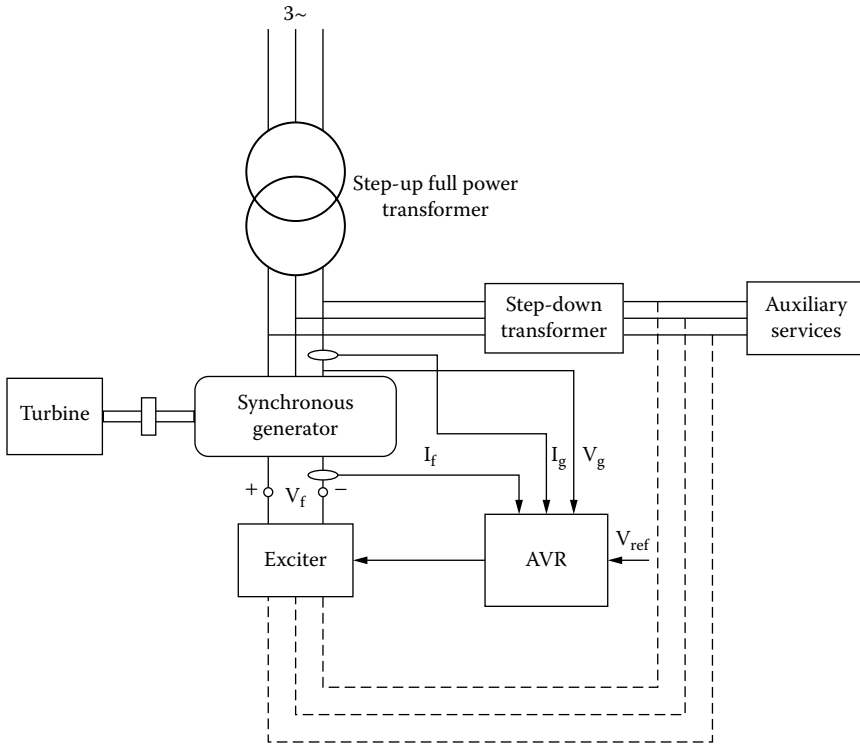 3~
Step-up full power
transformer
Step-down
transformer
Auxiliary
services
Turbine
Synchronous
generator
I_f
I_g
V_g
+
V_f
−
Exciter
AVR
V_ref